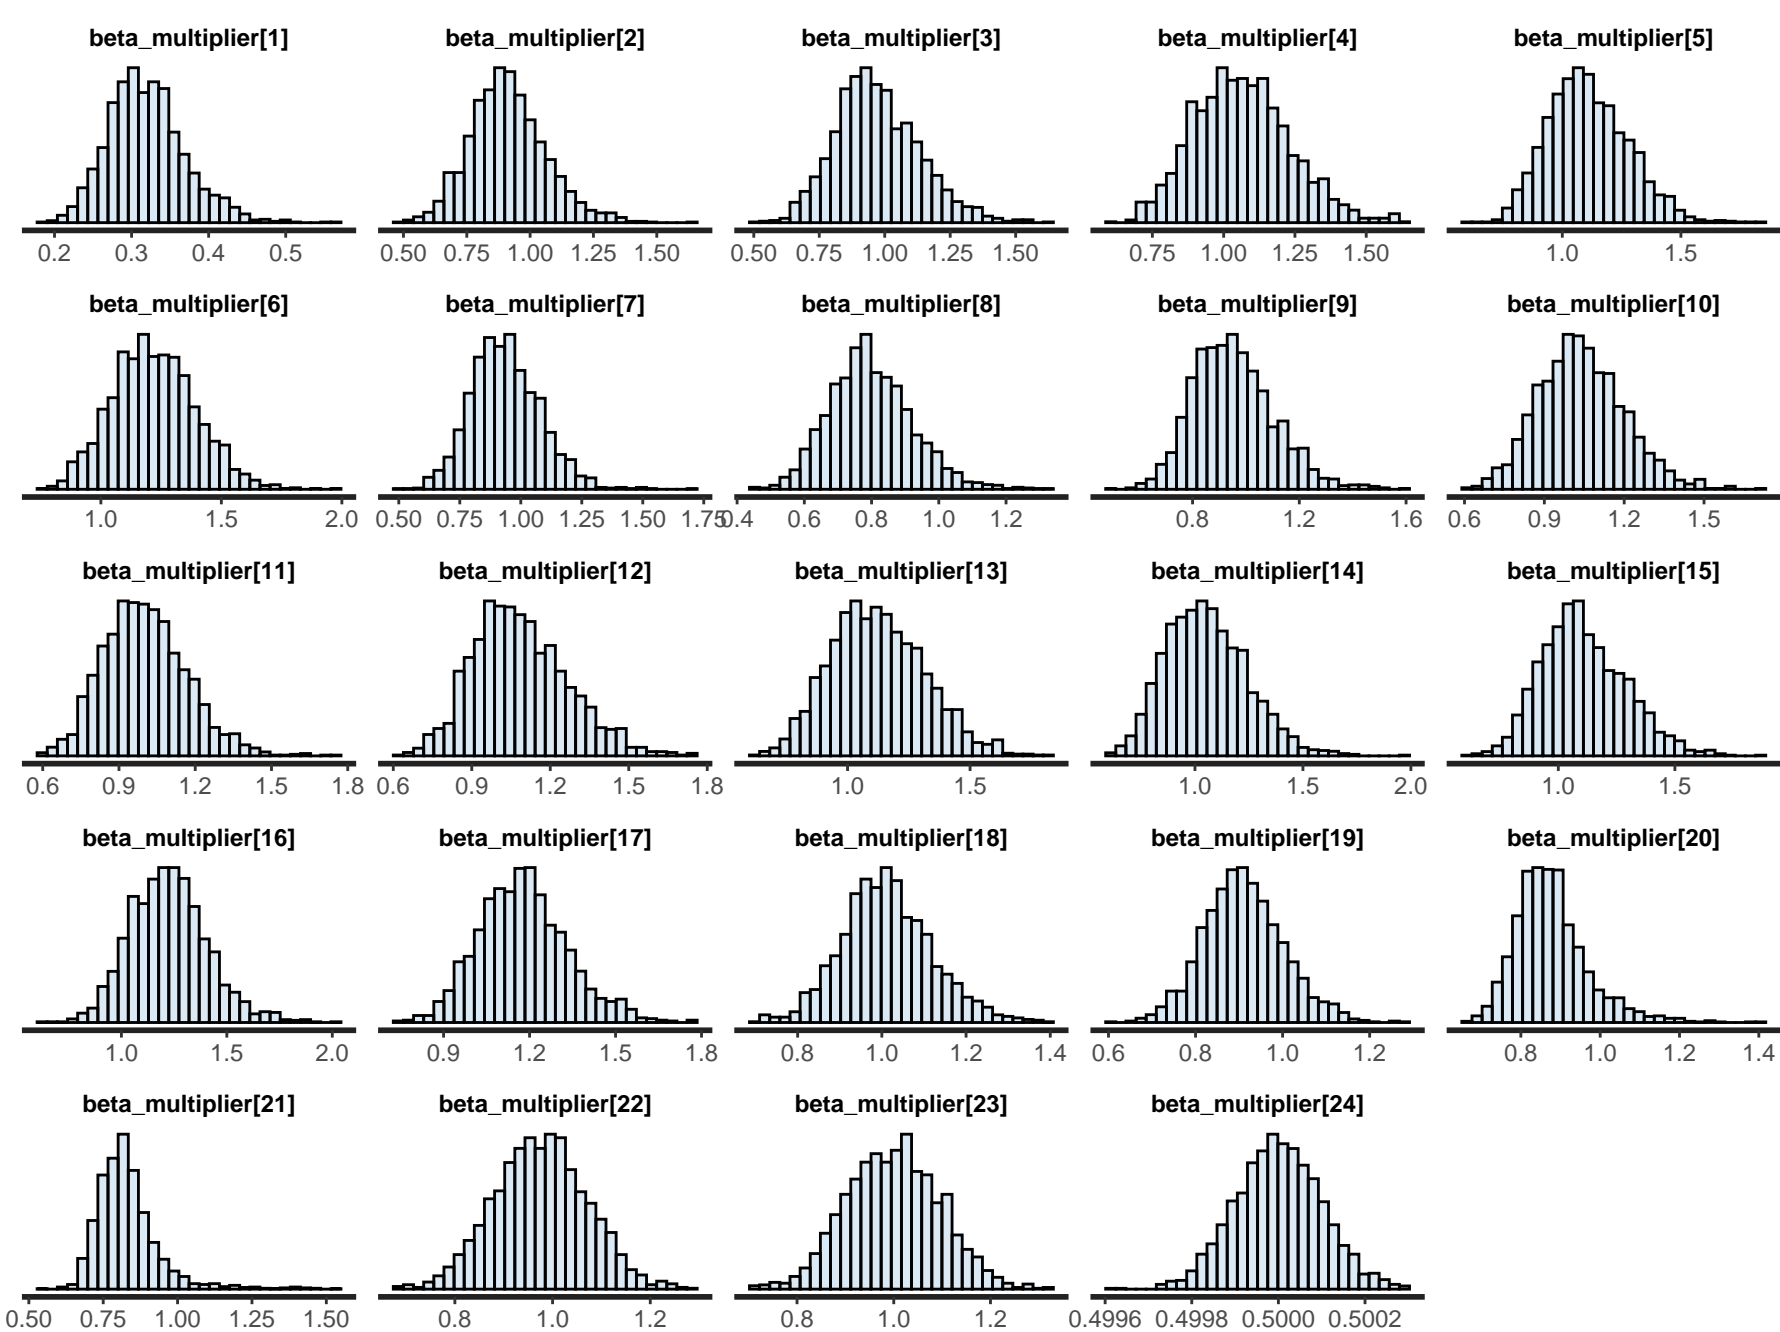 beta_multiplier[1] beta_multiplier[2] beta_multiplier[3] beta_multiplier[4] beta_multiplier[5]
0.2 0.3 0.4 0.5 0.50 0.75 1.00 1.25 1.50 0.50 0.75 1.00 1.25 1.50 0.75 1.00 1.25 1.50 1.0 1.5
beta_multiplier[6] beta_multiplier[7] beta_multiplier[8] beta_multiplier[9] beta_multiplier[10]
1.0 1.5 2.0 0.50 0.75 1.00 1.25 1.50 1.75 0.4 0.6 0.8 1.0 1.2 0.8 1.2 1.6 0.6 0.9 1.2 1.5
beta_multiplier[11] beta_multiplier[12] beta_multiplier[13] beta_multiplier[14] beta_multiplier[15]
0.6 0.9 1.2 1.5 1.8 0.6 0.9 1.2 1.5 1.8 1.0 1.5 1.0 1.5 2.0 1.0 1.5
beta_multiplier[16] beta_multiplier[17] beta_multiplier[18] beta_multiplier[19] beta_multiplier[20]
1.0 1.5 2.0 0.9 1.2 1.5 1.8 0.8 1.0 1.2 1.4 0.6 0.8 1.0 1.2 0.8 1.0 1.2 1.4
beta_multiplier[21] beta_multiplier[22] beta_multiplier[23] beta_multiplier[24]
0.50 0.75 1.00 1.25 1.50 0.8 1.0 1.2 0.8 1.0 1.2 0.4996 0.4998 0.5000 0.5002